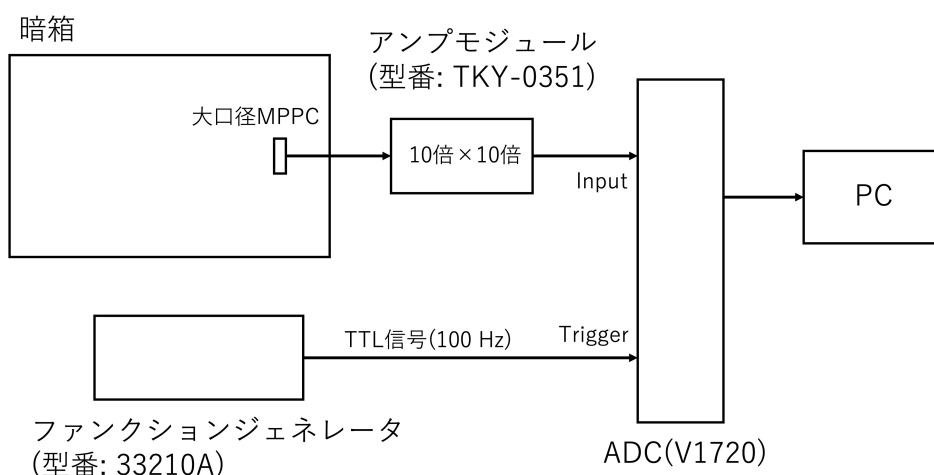 暗箱
アンプモジュール
(型番: TKY-0351)
大口径MPPC
10倍×10倍
Input
PC
TTL信号(100 Hz)
Trigger
ファンクションジェネレータ
(型番: 33210A)
ADC(V1720)